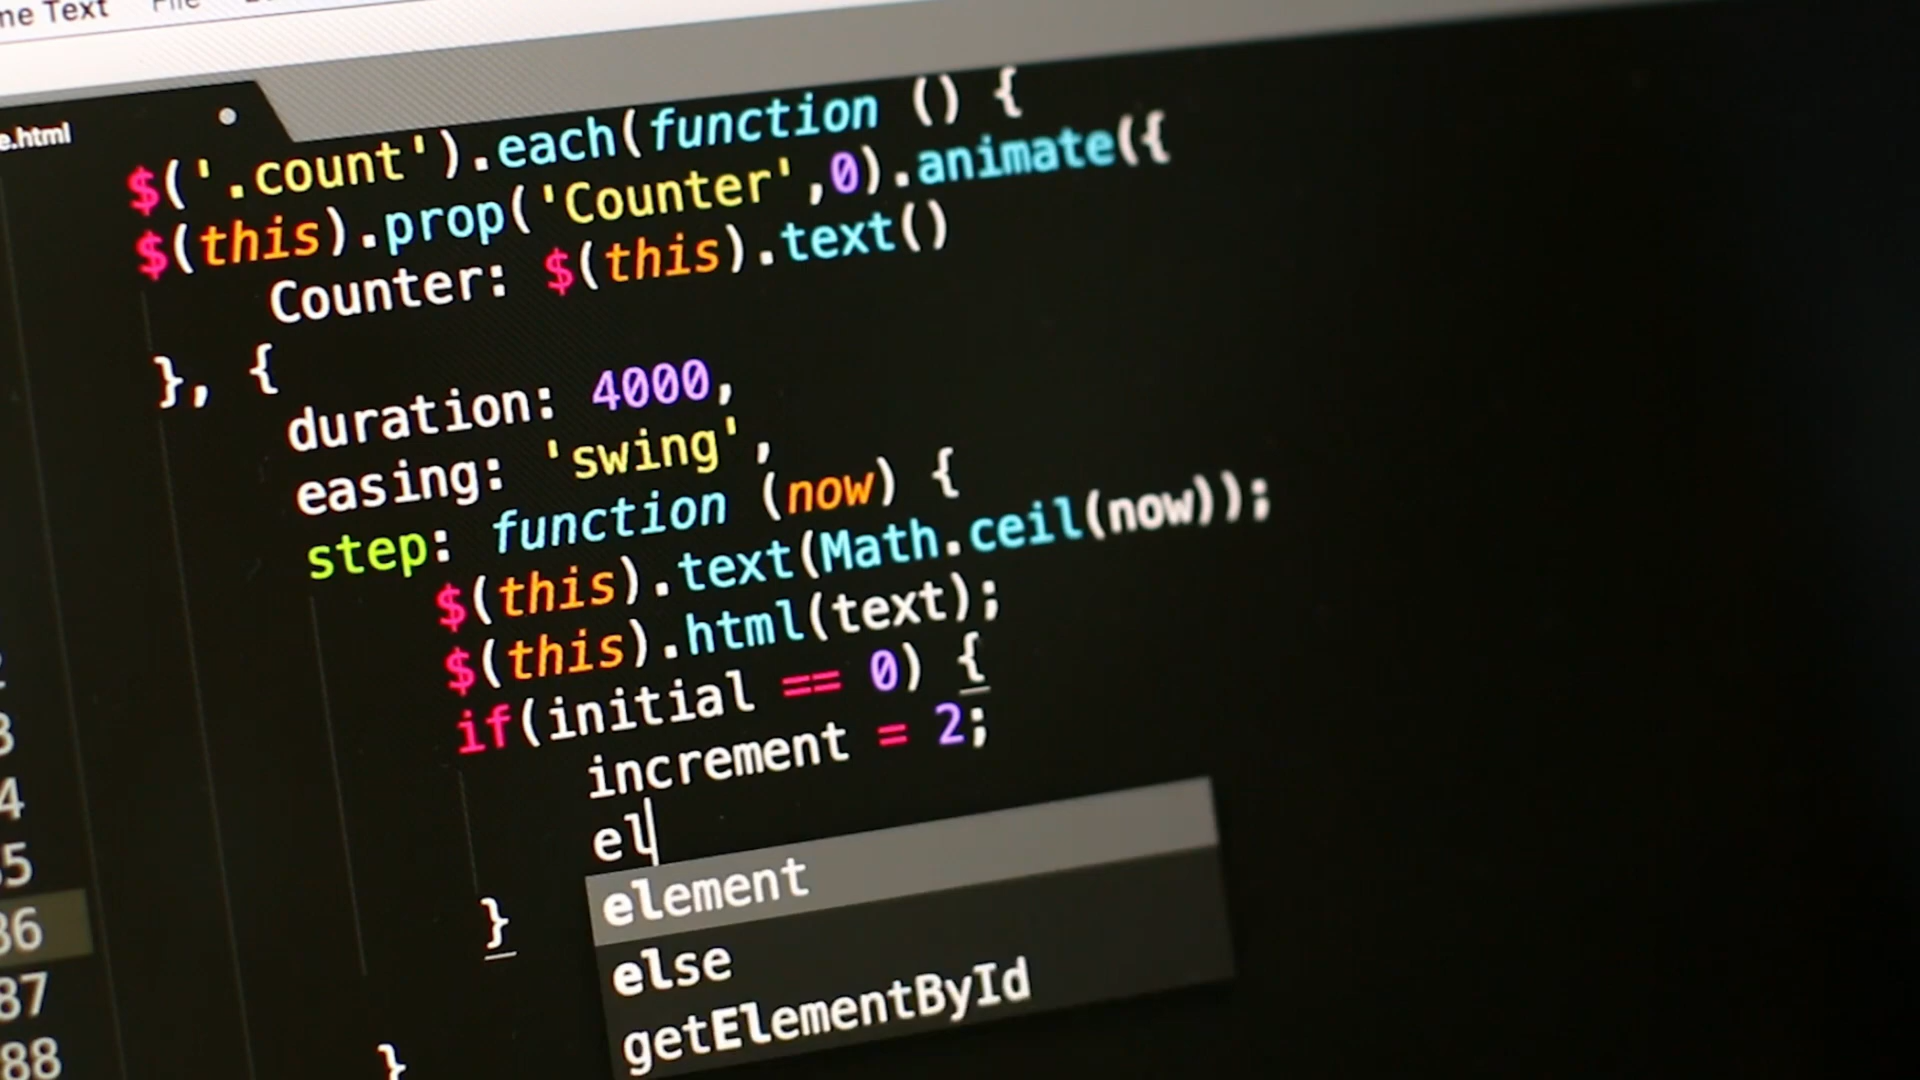 Text File
e.html
$('.count').each(function () {
$(this).prop('Counter',0).animate({
Counter: $(this).text()
}, {
duration: 4000,
easing: 'swing',
step: function (now) {
$(this).text(Math.ceil(now));
$(this).html(text);
if(initial == 0) {
increment = 2;
el
element
}
else
getElementById
}
3
4
5
86
87
88